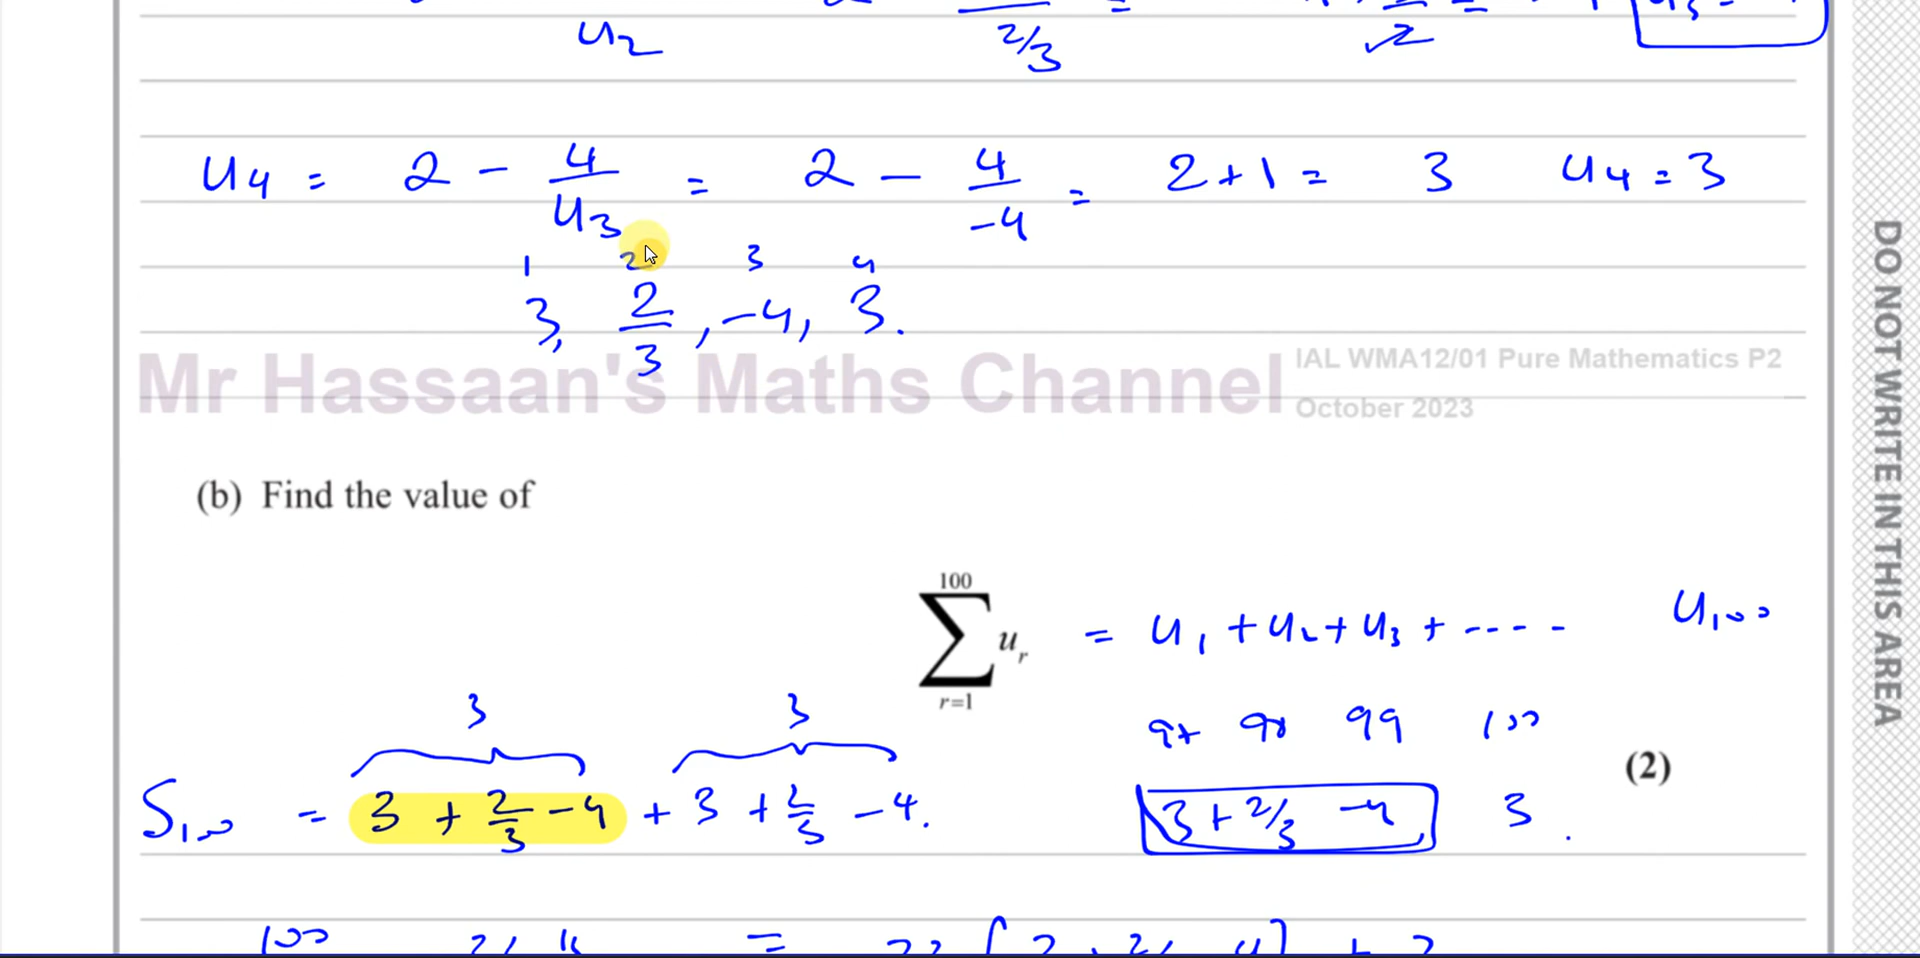 u2 2/3 2
u4 = 2 - 4/u3 = 2 - 4/-4 = 2 + 1 = 3 u4 = 3
1 2 3 4
3, 2/3, -4, 3.
Mr Hassaan's Maths Channel
IAL WMA12/01 Pure Mathematics P2
October 2023
(b) Find the value of
100
∑ ur = u1 + u2 + u3 + ---- u100
r=1
3 3 97 98 99 100
(2)
S100 = 3 + 2/3 - 4 + 3 + 2/3 - 4. 3 + 2/3 - 4 3 .
DO NOT WRITE IN THIS AREA